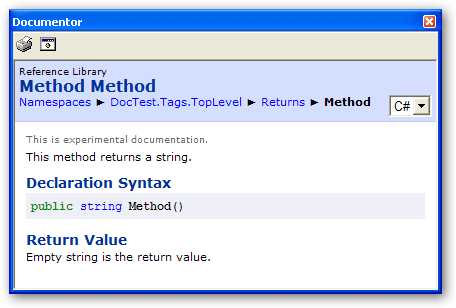 Documentor
Reference Library
Method Method
Namespaces ► DocTest.Tags.TopLevel ► Returns ► Method
C#
This is experimental documentation.
This method returns a string.
Declaration Syntax
public string Method()
Return Value
Empty string is the return value.